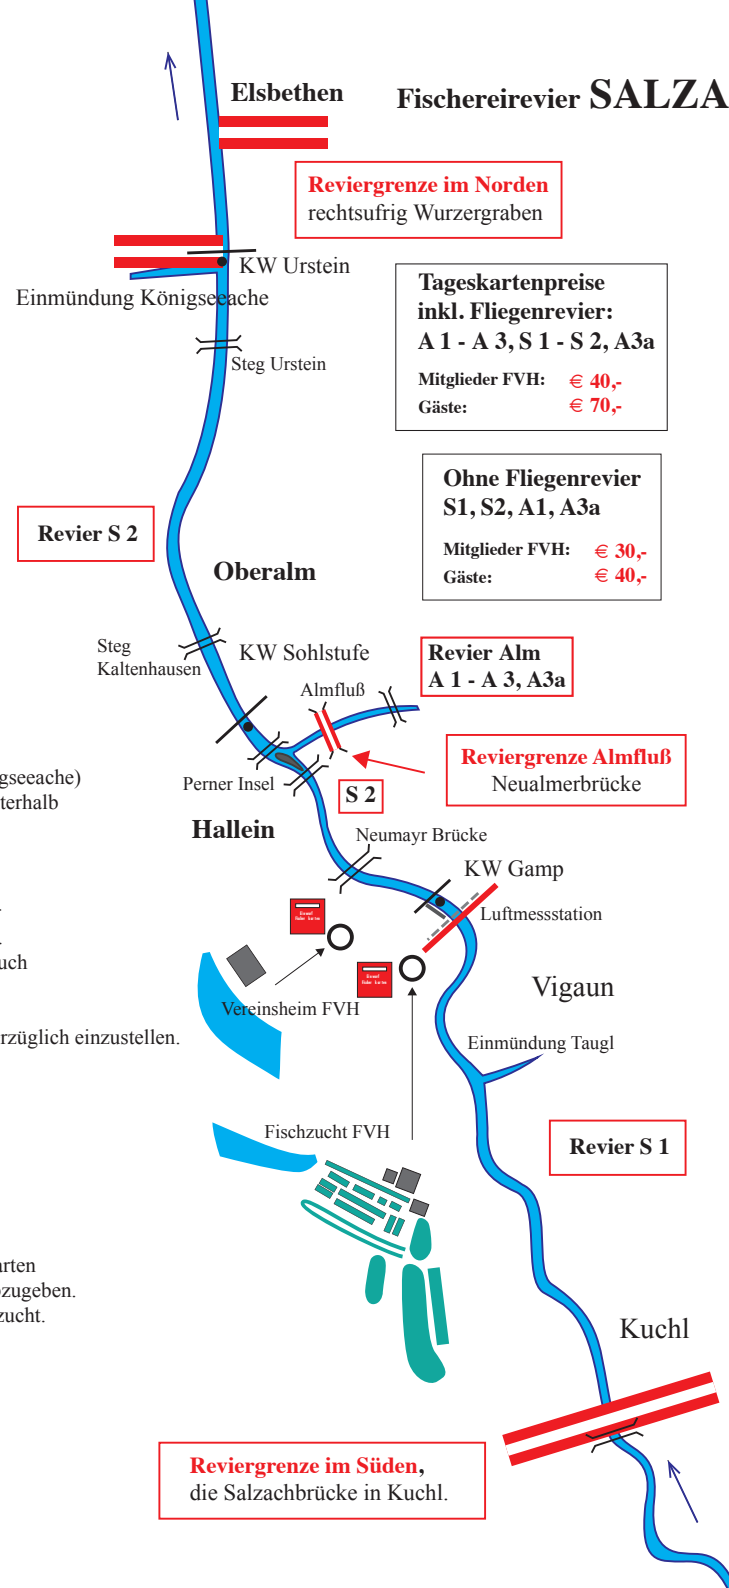 Elsbethen
Fischereirevier SALZA
Reviergrenze im Norden
rechtsufrig Wurzergraben
KW Urstein
Einmündung Königseeache
Steg Urstein
Tageskartenpreise
inkl. Fliegenrevier:
A 1 - A 3, S 1 - S 2, A3a
Mitglieder FVH: € 40,-
Gäste: € 70,-
Ohne Fliegenrevier
S1, S2, A1, A3a
Mitglieder FVH: € 30,-
Gäste: € 40,-
Revier S 2
Oberalm
Steg
Kaltenhausen
KW Sohlstufe
Revier Alm
A 1 - A 3, A3a
Almfluß
Reviergrenze Almfluß
Neualmerbrücke
gseeache)
terhalb
Perner Insel
S 2
Hallein
Neumayr Brücke
KW Gamp
Luftmessstation
uch
Vereinsheim FVH
Vigaun
rzüglich einzustellen.
Einmündung Taugl
Fischzucht FVH
Revier S 1
arten
bzugeben.
zucht.
Kuchl
Reviergrenze im Süden,
die Salzachbrücke in Kuchl.